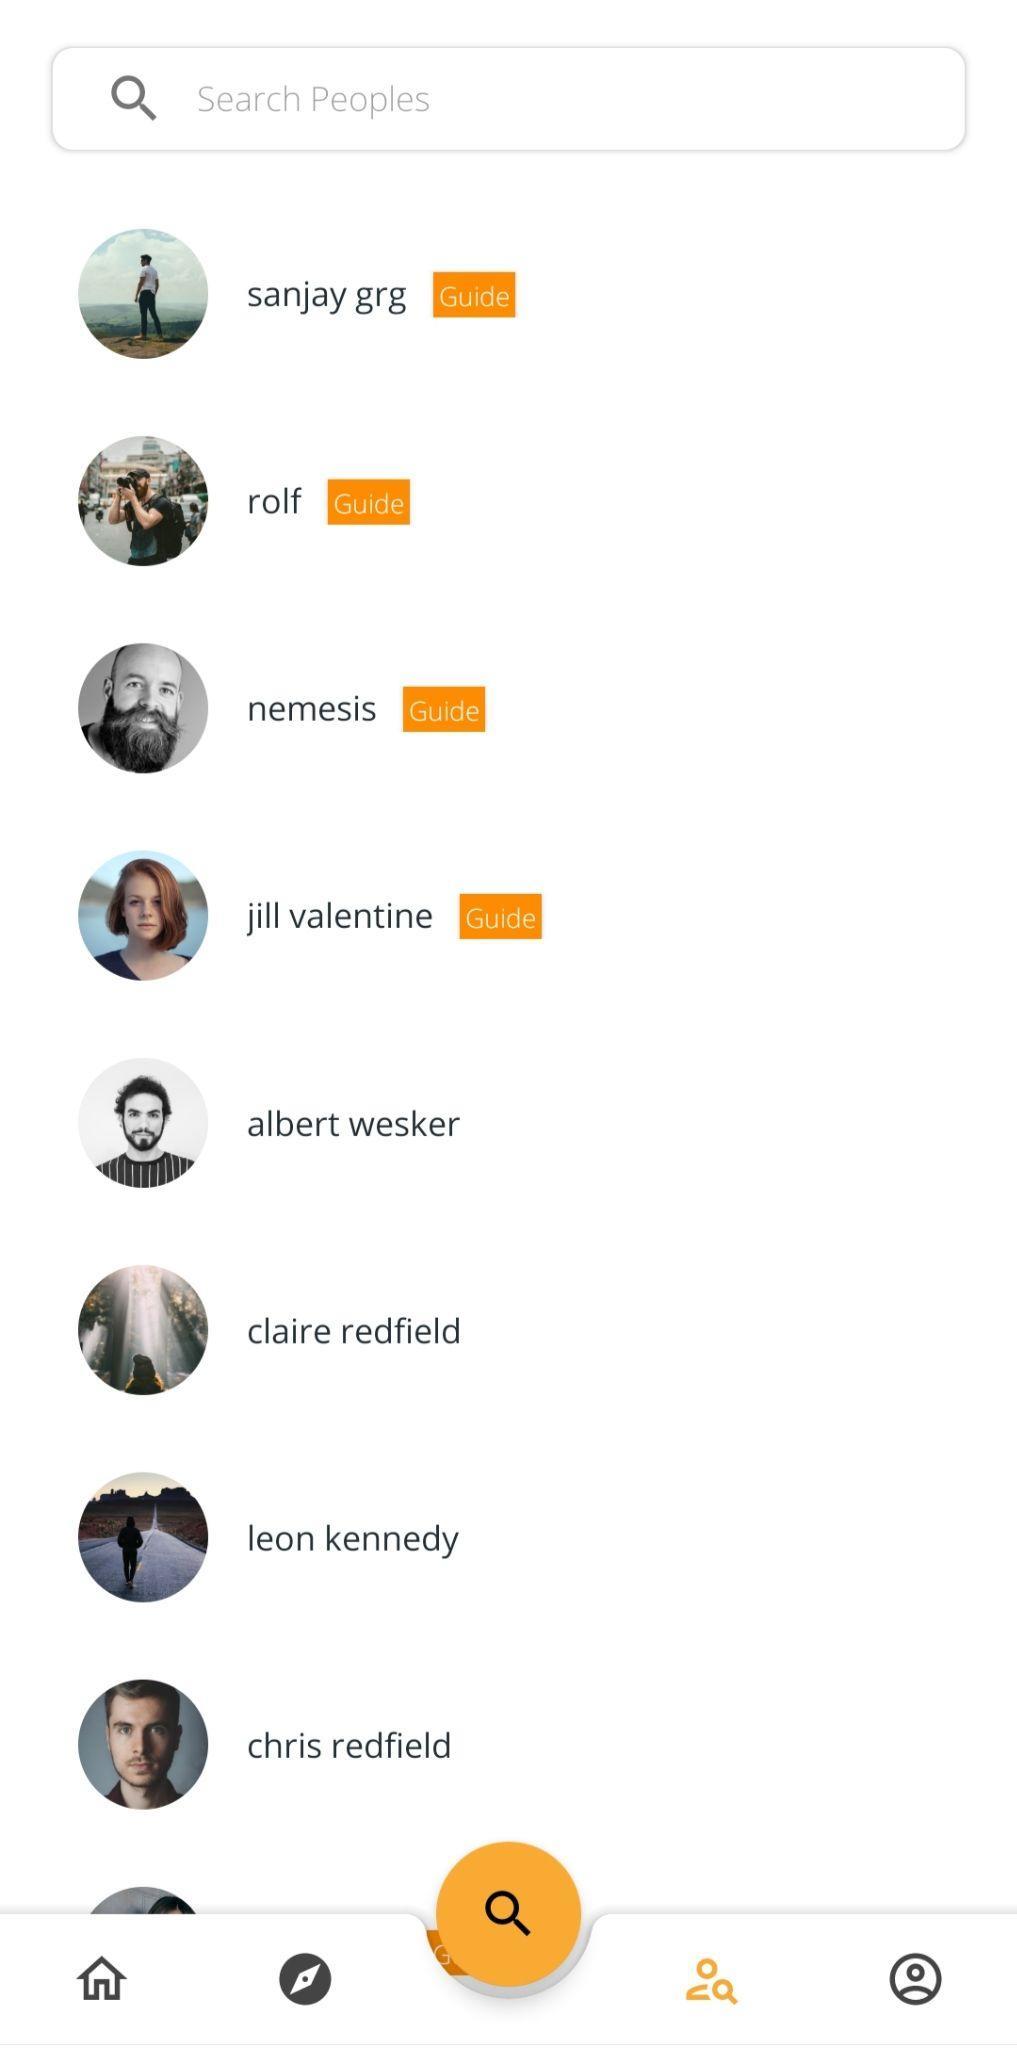 Search Peoples
sanjay grg Guide
rolf Guide
nemesis Guide
jill valentine Guide
albert wesker
claire redfield
leon kennedy
chris redfield